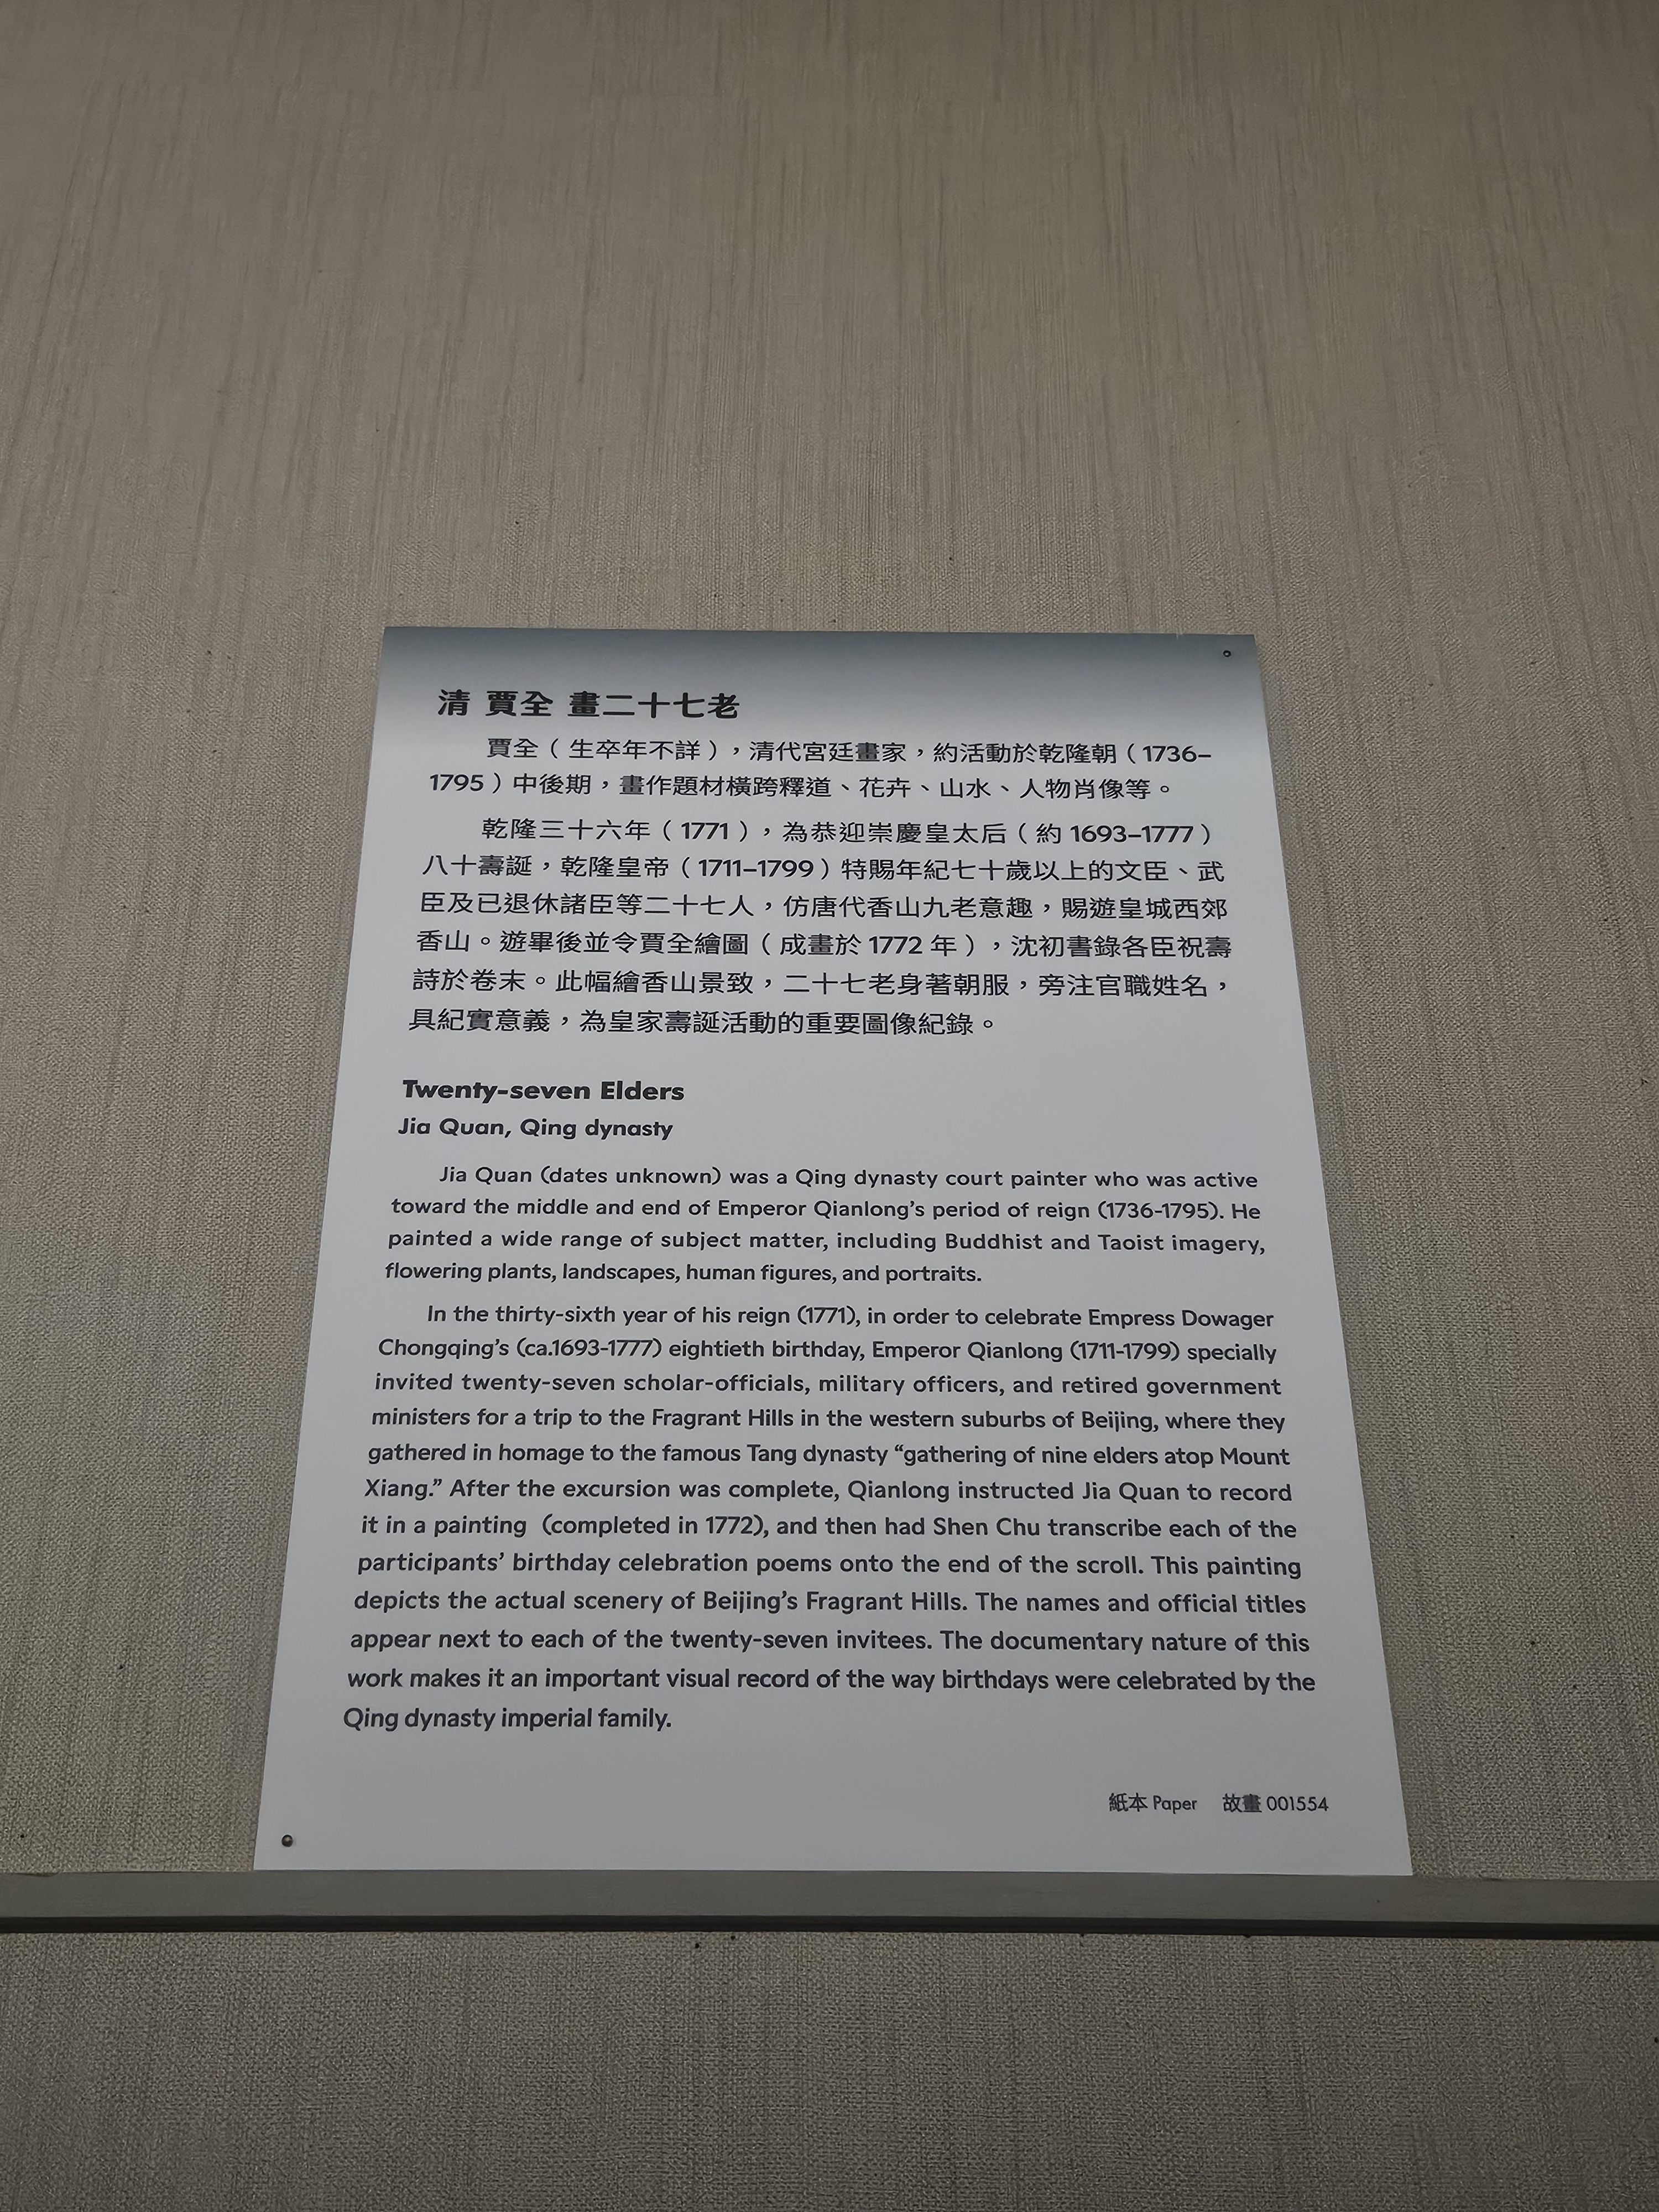 清 賈全 畫二十七老
賈全（生卒年不詳），清代宮廷畫家，約活動於乾隆朝（1736–
1795）中後期，畫作題材橫跨釋道、花卉、山水、人物肖像等。
乾隆三十六年（1771），為恭迎崇慶皇太后（約 1693–1777）
八十壽誕，乾隆皇帝（1711–1799）特賜年紀七十歲以上的文臣、武
臣及已退休諸臣等二十七人，仿唐代香山九老意趣，賜遊皇城西郊
香山。遊畢後並令賈全繪圖（成畫於 1772 年），沈初書錄各臣祝壽
詩於卷末。此幅繪香山景致，二十七老身著朝服，旁注官職姓名，
具紀實意義，為皇家壽誕活動的重要圖像紀錄。
Twenty-seven Elders
Jia Quan, Qing dynasty
Jia Quan (dates unknown) was a Qing dynasty court painter who was active
toward the middle and end of Emperor Qianlong’s period of reign (1736-1795). He
painted a wide range of subject matter, including Buddhist and Taoist imagery,
flowering plants, landscapes, human figures, and portraits.
In the thirty-sixth year of his reign (1771), in order to celebrate Empress Dowager
Chongqing’s (ca.1693-1777) eightieth birthday, Emperor Qianlong (1711-1799) specially
invited twenty-seven scholar-officials, military officers, and retired government
ministers for a trip to the Fragrant Hills in the western suburbs of Beijing, where they
gathered in homage to the famous Tang dynasty “gathering of nine elders atop Mount
Xiang.” After the excursion was complete, Qianlong instructed Jia Quan to record
it in a painting (completed in 1772), and then had Shen Chu transcribe each of the
participants’ birthday celebration poems onto the end of the scroll. This painting
depicts the actual scenery of Beijing’s Fragrant Hills. The names and official titles
appear next to each of the twenty-seven invitees. The documentary nature of this
work makes it an important visual record of the way birthdays were celebrated by the
Qing dynasty imperial family.
紙本 Paper 故畫 001554